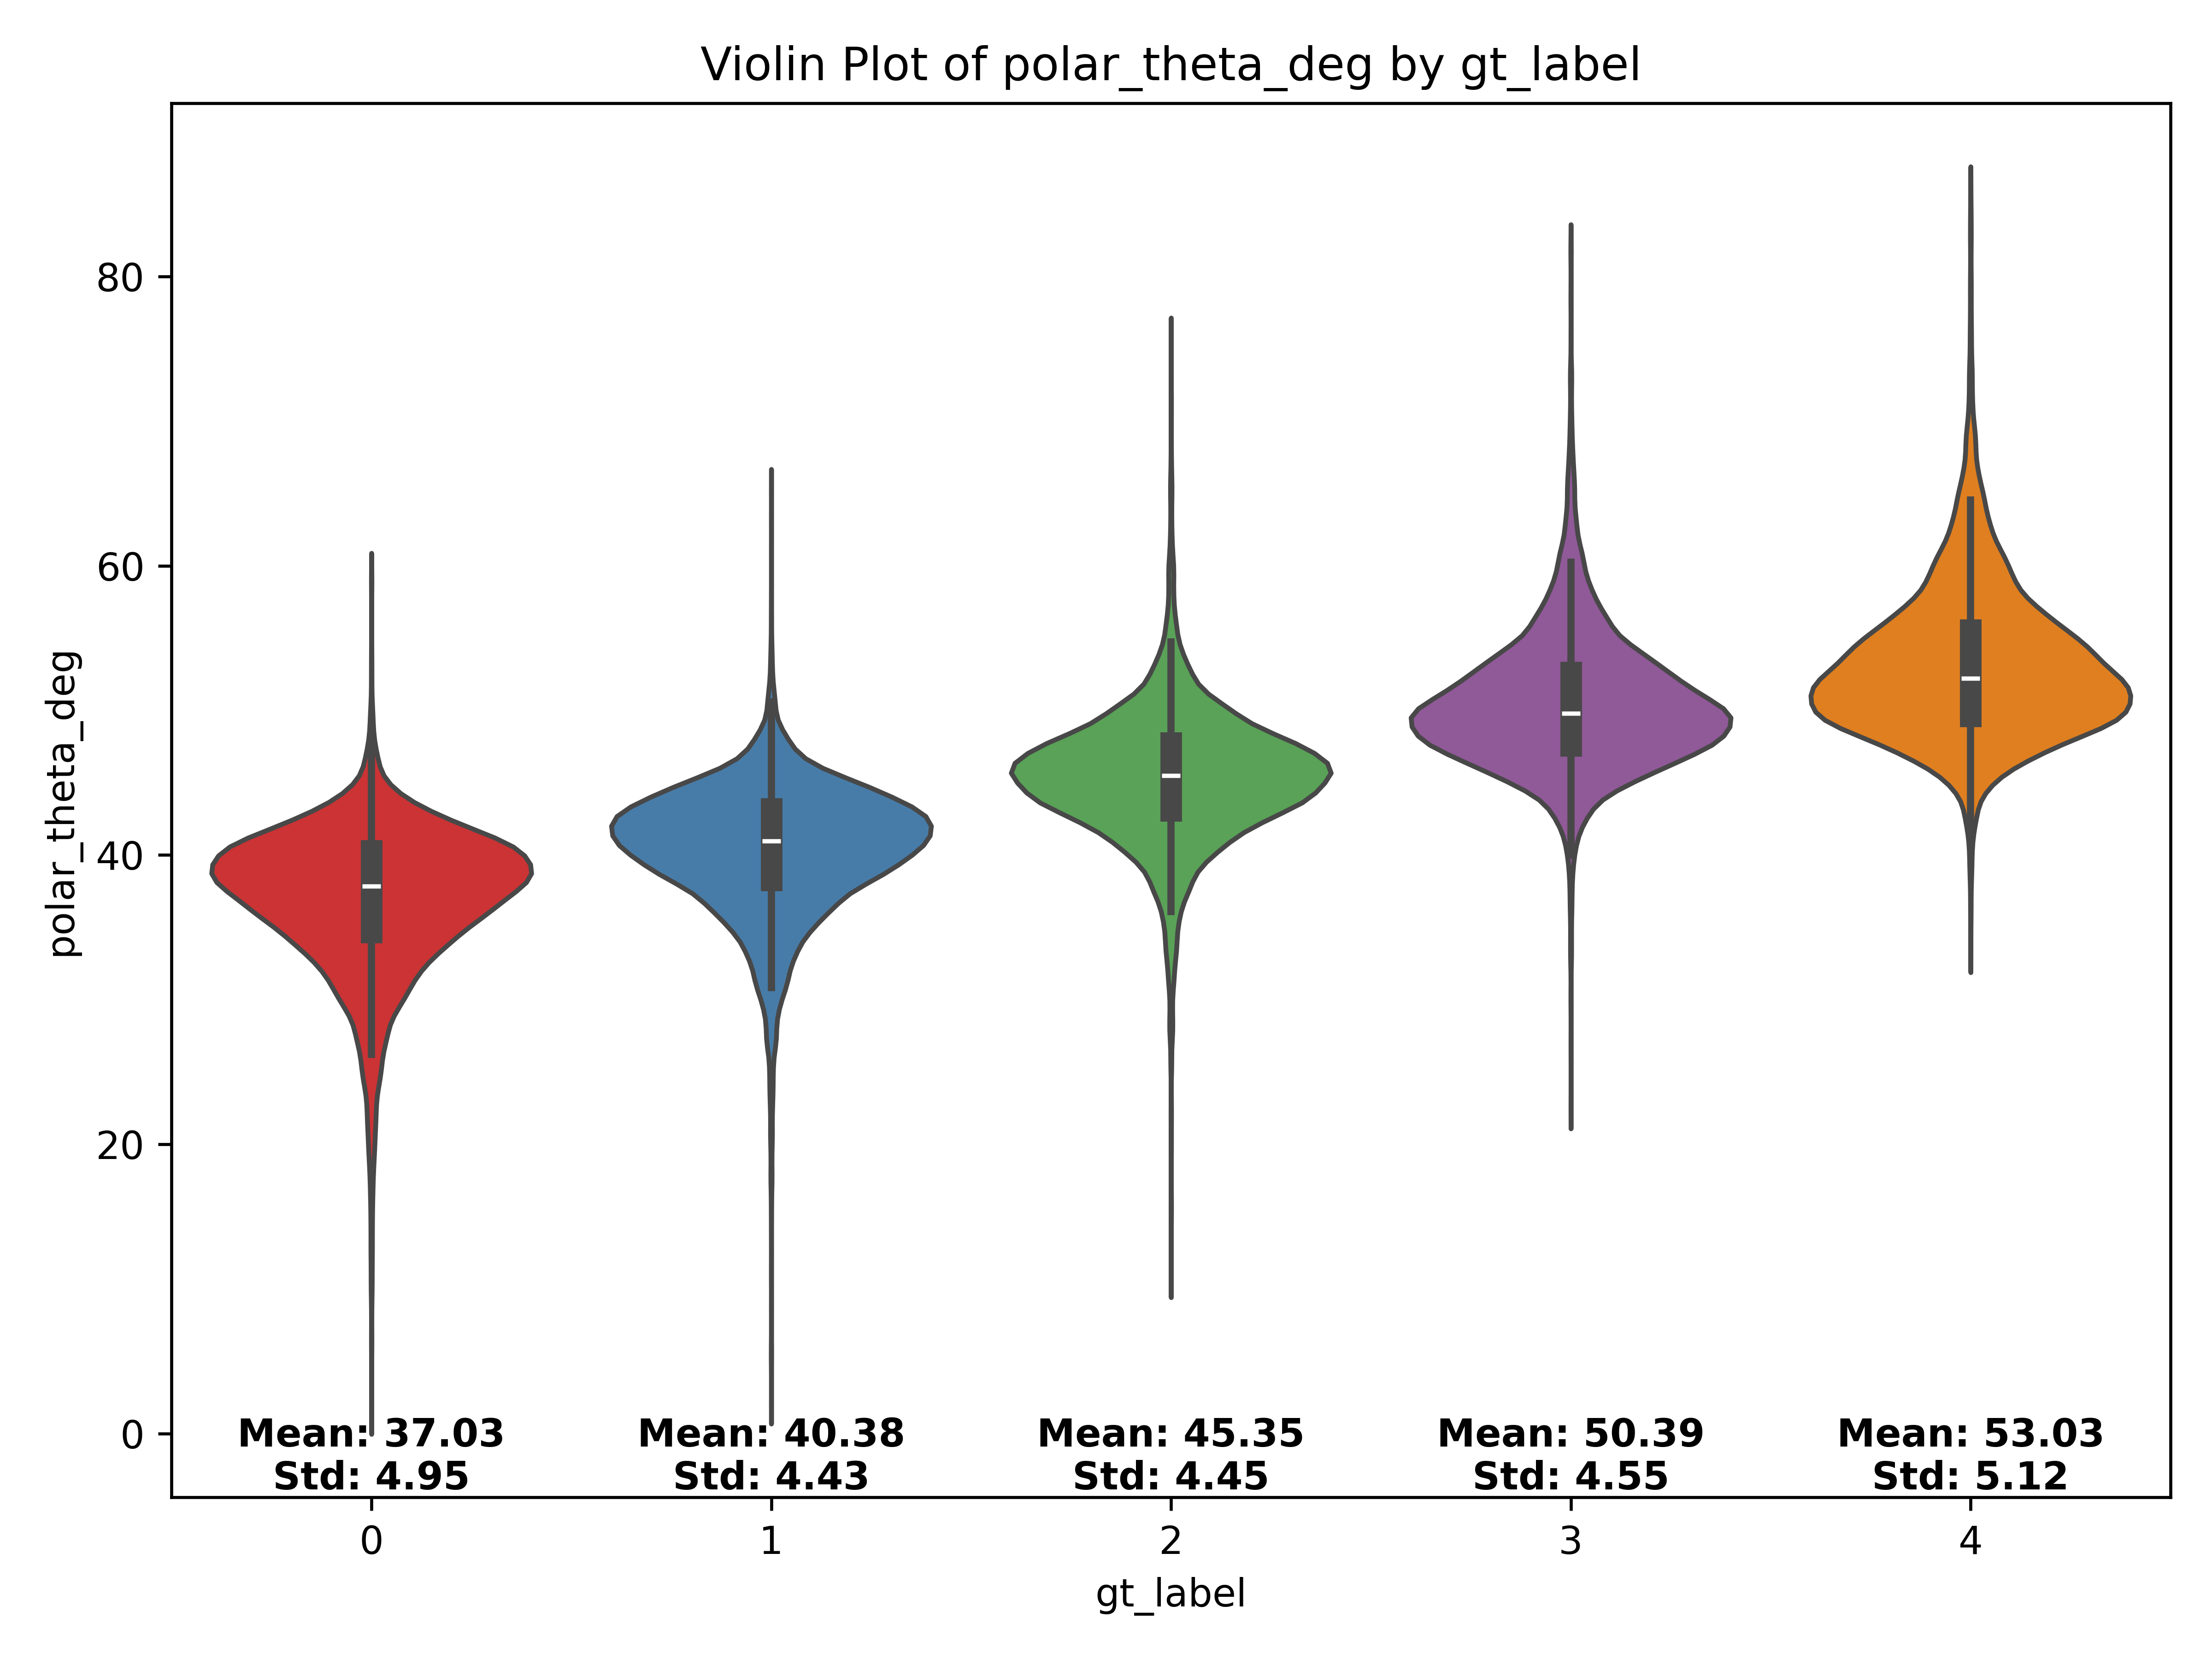 Violin Plot of polar_theta_deg by gt_label
polar_theta_deg
80
60
40
20
0
Mean: 37.03
Std: 4.95
Mean: 40.38
Std: 4.43
Mean: 45.35
Std: 4.45
Mean: 50.39
Std: 4.55
Mean: 53.03
Std: 5.12
0 1 2 3 4
gt_label